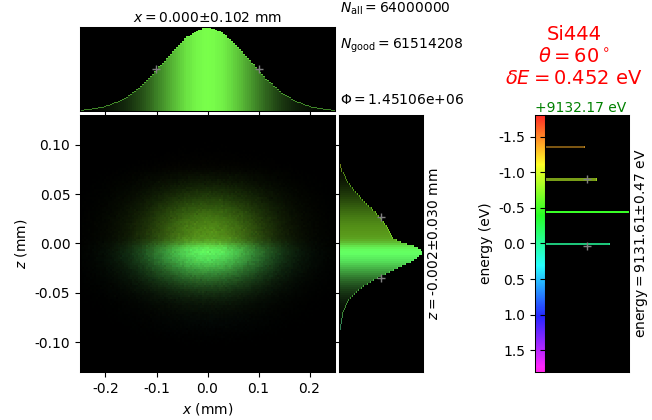 x = 0.000±0.102 mm
N_all = 64000000
N_good = 61514208
Φ = 1.45106e+06
Si444
θ = 60°
δE = 0.452 eV
+9132.17 eV
z (mm)
0.10
0.05
0.00
-0.05
-0.10
-0.2
-0.1
0.0
0.1
0.2
x (mm)
z = -0.002±0.030 mm
energy (eV)
-1.5
-1.0
-0.5
0.0
0.5
1.0
1.5
energy = 9131.61±0.47 eV